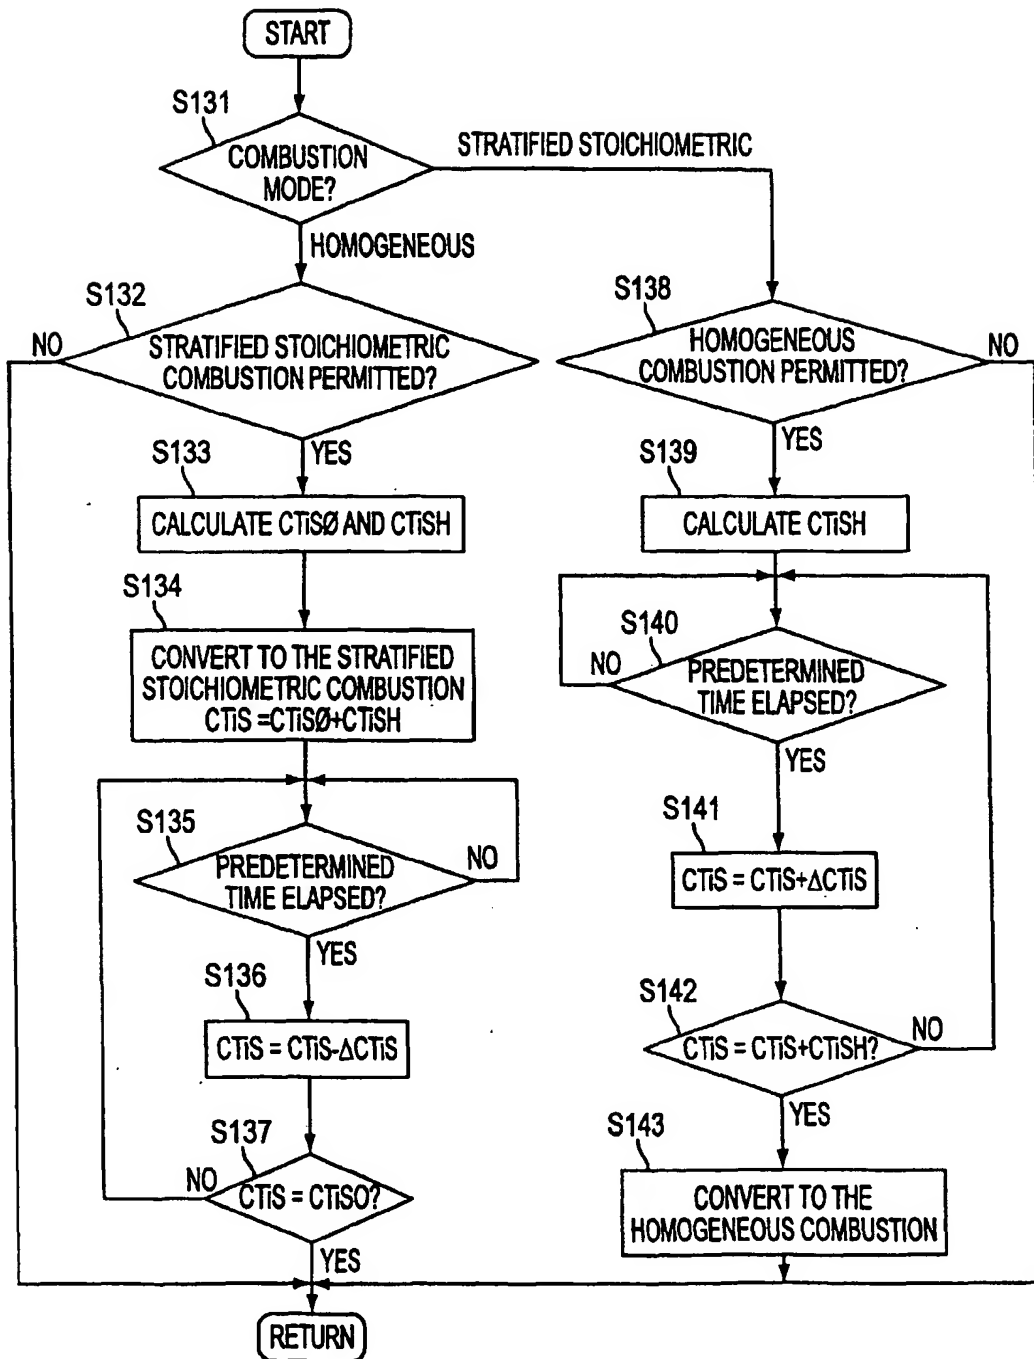 START
S131
COMBUSTION
MODE?
STRATIFIED STOICHIOMETRIC
HOMOGENEOUS
S132
NO
STRATIFIED STOICHIOMETRIC
COMBUSTION PERMITTED?
YES
S133
CALCULATE CTiSØ AND CTiSH
S134
CONVERT TO THE STRATIFIED
STOICHIOMETRIC COMBUSTION
CTiS =CTiSØ+CTiSH
S135
PREDETERMINED
TIME ELAPSED?
NO
YES
S136
CTiS = CTiS-ΔCTiS
S137
NO
CTiS = CTiSO?
YES
RETURN
S138
HOMOGENEOUS
COMBUSTION PERMITTED?
NO
YES
S139
CALCULATE CTiSH
S140
NO
PREDETERMINED
TIME ELAPSED?
YES
S141
CTiS = CTiS+ΔCTiS
S142
CTiS = CTiS+CTiSH?
NO
YES
S143
CONVERT TO THE
HOMOGENEOUS COMBUSTION